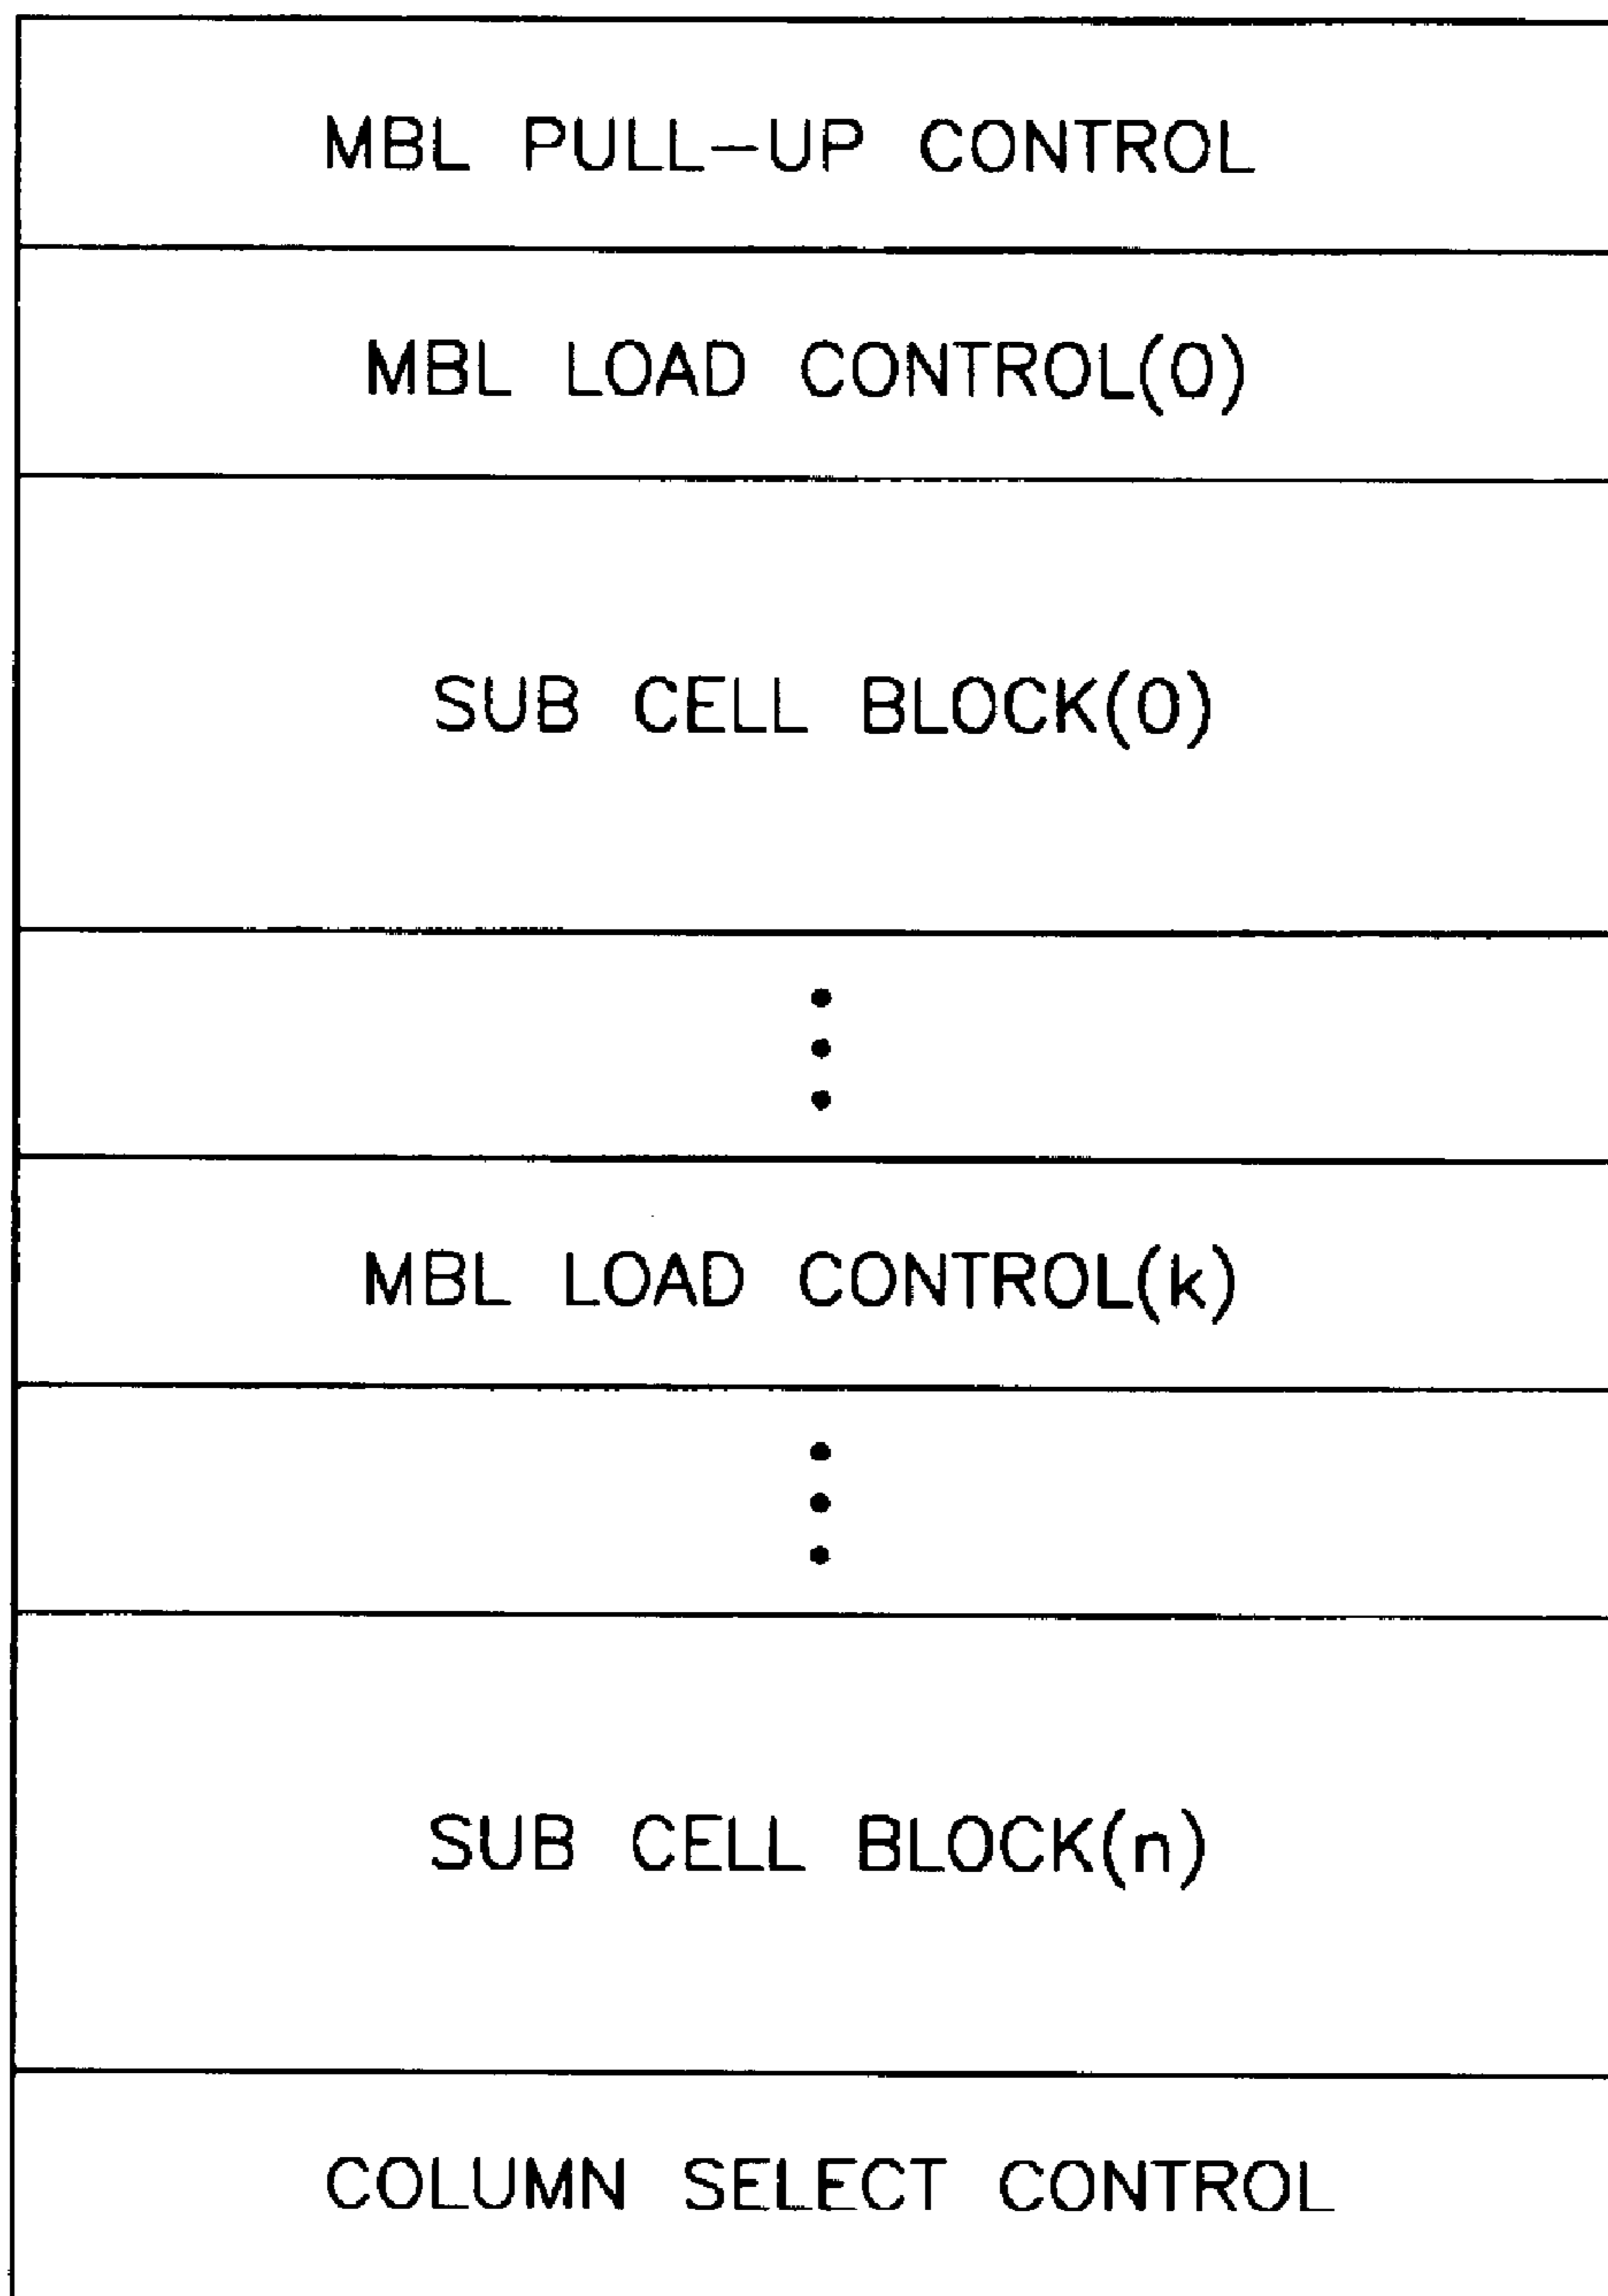 MBL PULL-UP CONTROL
MBL LOAD CONTROL(0)
SUB CELL BLOCK(0)
MBL LOAD CONTROL(k)
SUB CELL BLOCK(n)
COLUMN SELECT CONTROL